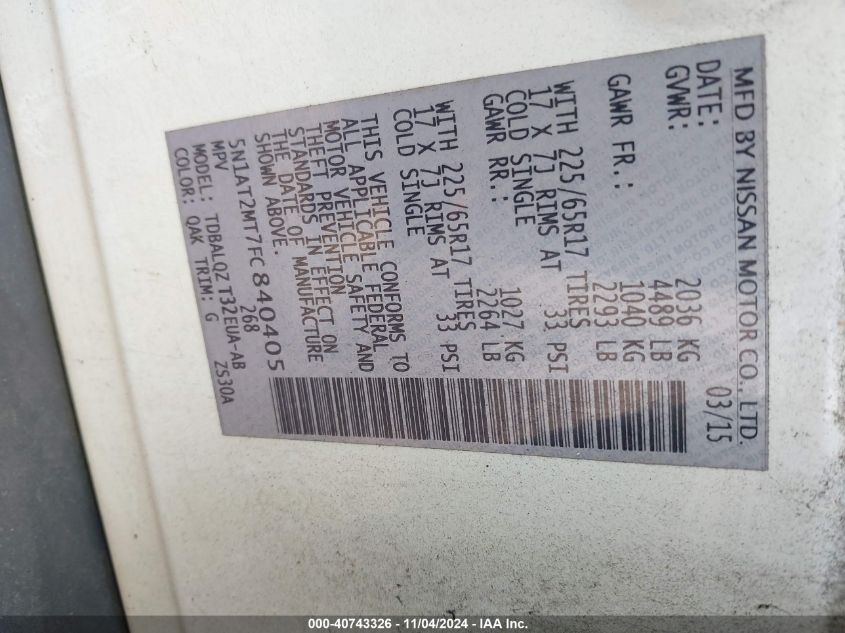 MFD BY NISSAN MOTOR CO., LTD.
DATE: 03/15
GVWR: 2036 KG
4489 LB
GAWR FR.: 1040 KG
2293 LB
WITH 225/65R17 TIRES
17 X 7J RIMS AT
COLD SINGLE 33 PSI
GAWR RR.: 1027 KG
2264 LB
WITH 225/65R17 TIRES
17 X 7J RIMS AT
COLD SINGLE 33 PSI
THIS VEHICLE CONFORMS TO
ALL APPLICABLE FEDERAL
MOTOR VEHICLE SAFETY AND
THEFT PREVENTION
STANDARDS IN EFFECT ON
THE DATE OF MANUFACTURE
SHOWN ABOVE.
5N1AT2MT7FC840405
MPV 268
MODEL: TDBALQZ T32EUA-AB
COLOR: QAK TRIM: G ZS30A
000-40743326 - 11/04/2024 - IAA Inc.